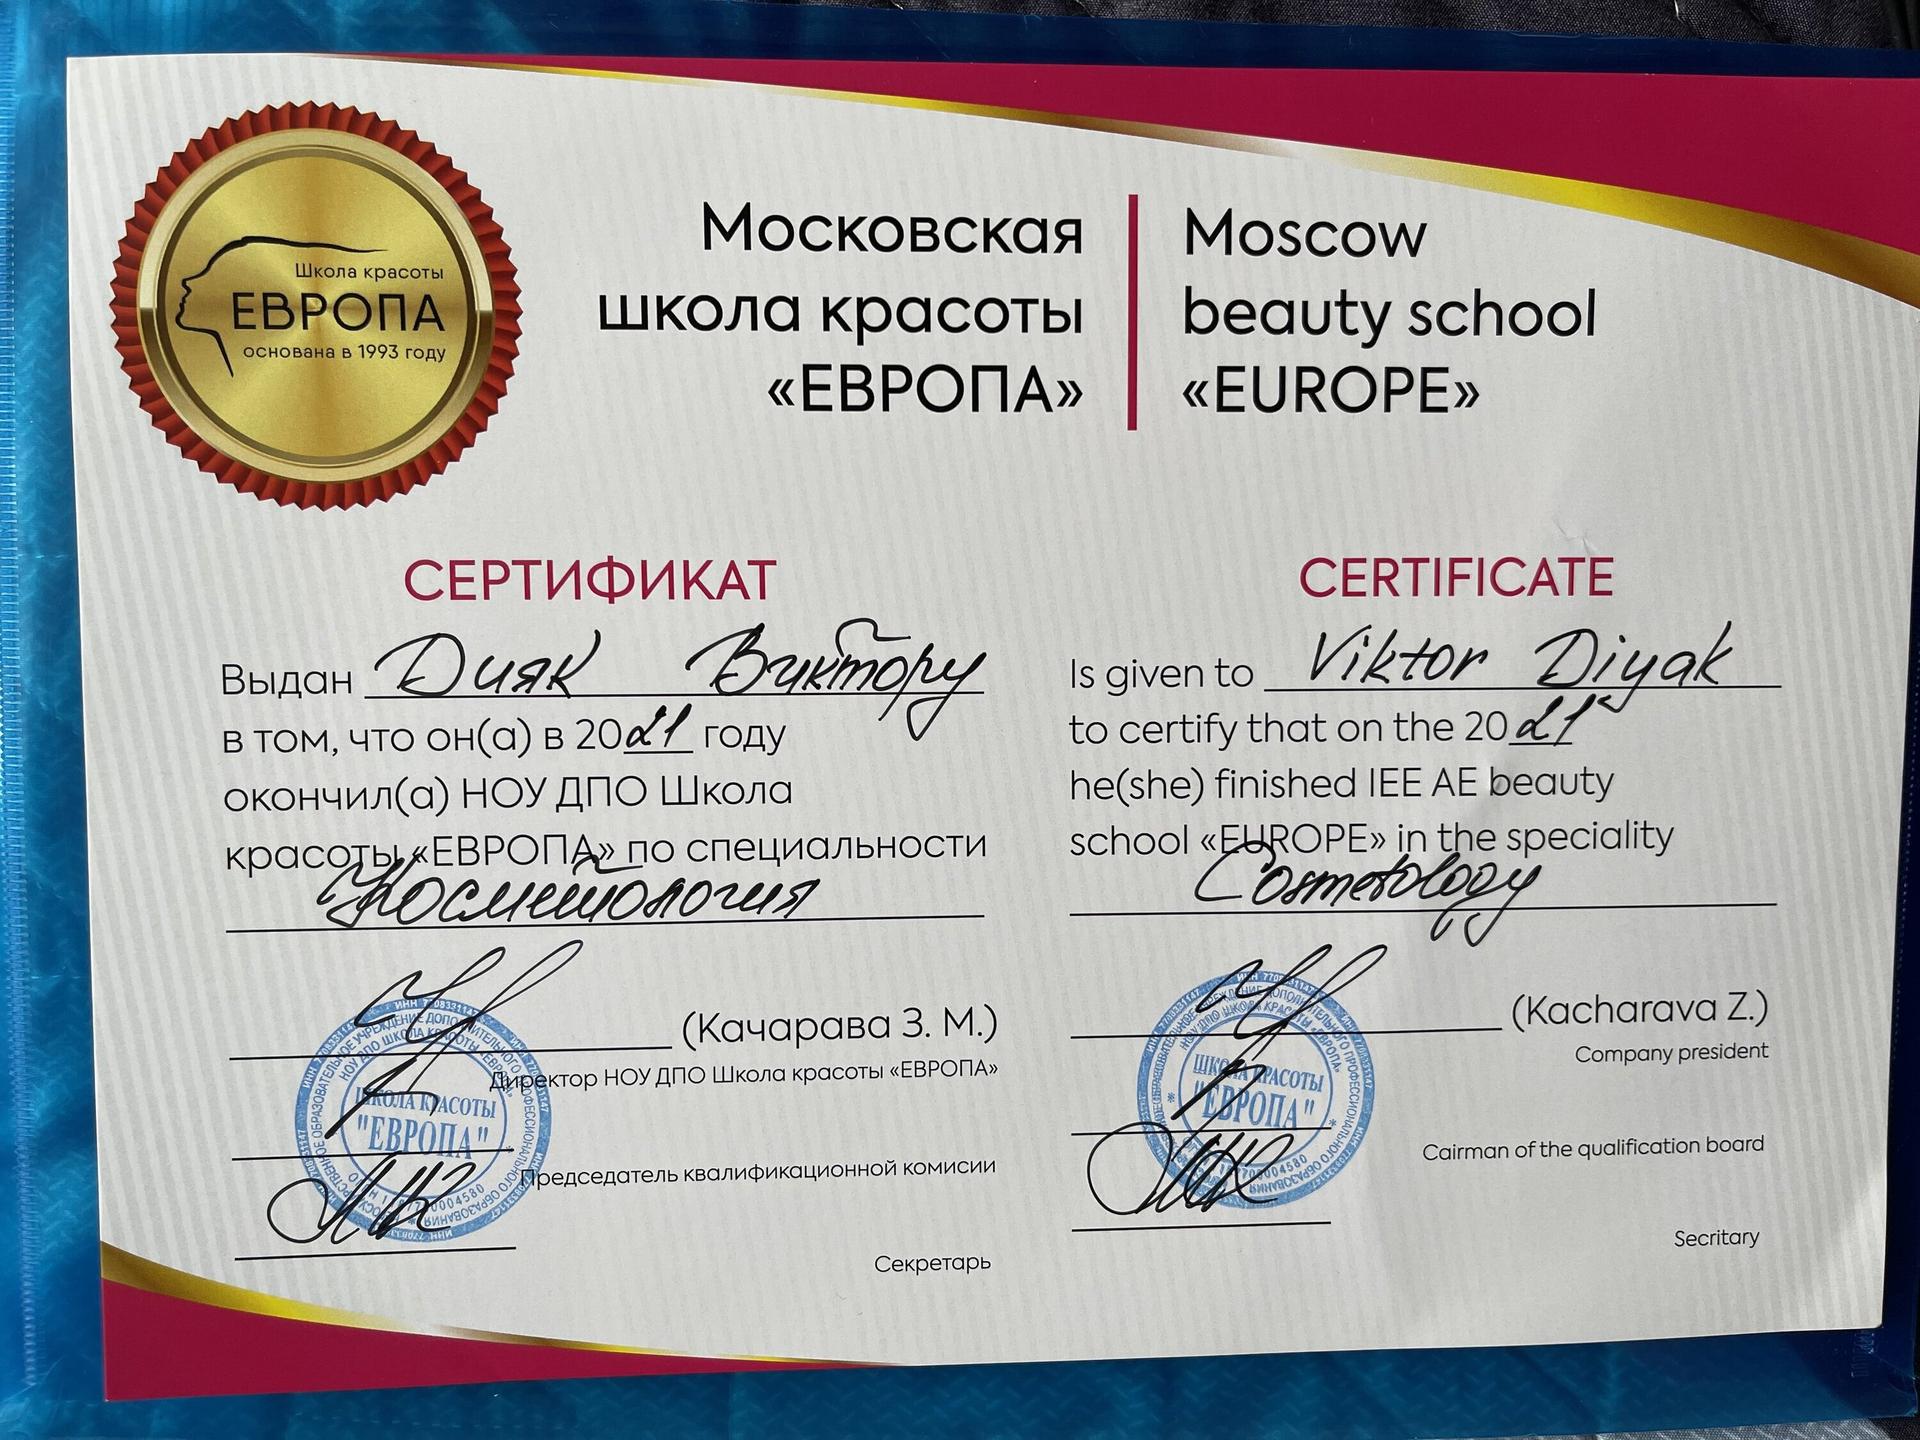 Школа красоты
ЕВРОПА
основана в 1993 году
Московская
школа красоты
«ЕВРОПА»
Moscow
beauty school
«EUROPE»
СЕРТИФИКАТ
Выдан Дияк Виктору
в том, что он(а) в 2021 году
окончил(а) НОУ ДПО Школа
красоты «ЕВРОПА» по специальности
Косметология
(Качарава З. М.)
Директор НОУ ДПО Школа красоты «ЕВРОПА»
ШКОЛА КРАСОТЫ
"ЕВРОПА"
Председатель квалификационной комисии
Секретарь
CERTIFICATE
Is given to Viktor Diyak
to certify that on the 2021
he(she) finished IEE AE beauty
school «EUROPE» in the speciality
Cosmetology
(Kacharava Z.)
Company president
ШКОЛА КРАСОТЫ
"ЕВРОПА"
Cairman of the qualification board
Secritary